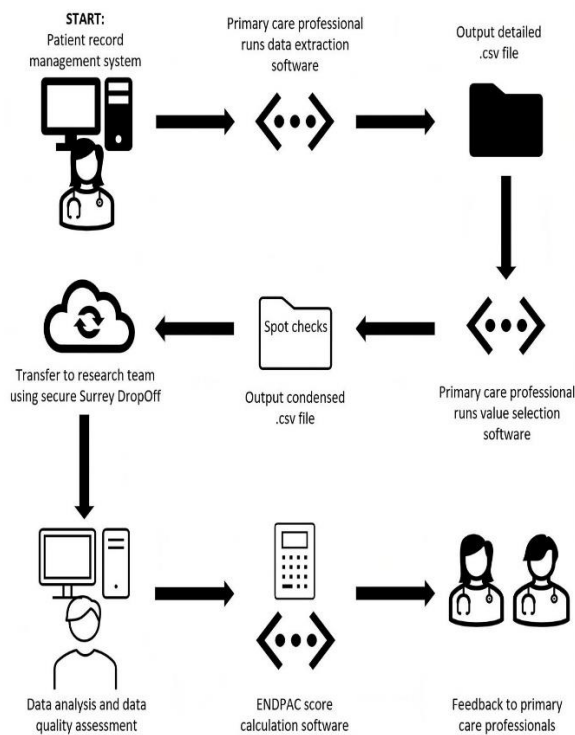 START:
Patient record
management system
Primary care professional
runs data extraction
software
Output detailed
.csv file
Transfer to research team
using secure Surrey DropOff
Spot checks
Output condensed
.csv file
Primary care professional
runs value selection
software
Data analysis and data
quality assessment
ENDPAC score
calculation software
Feedback to primary
care professionals